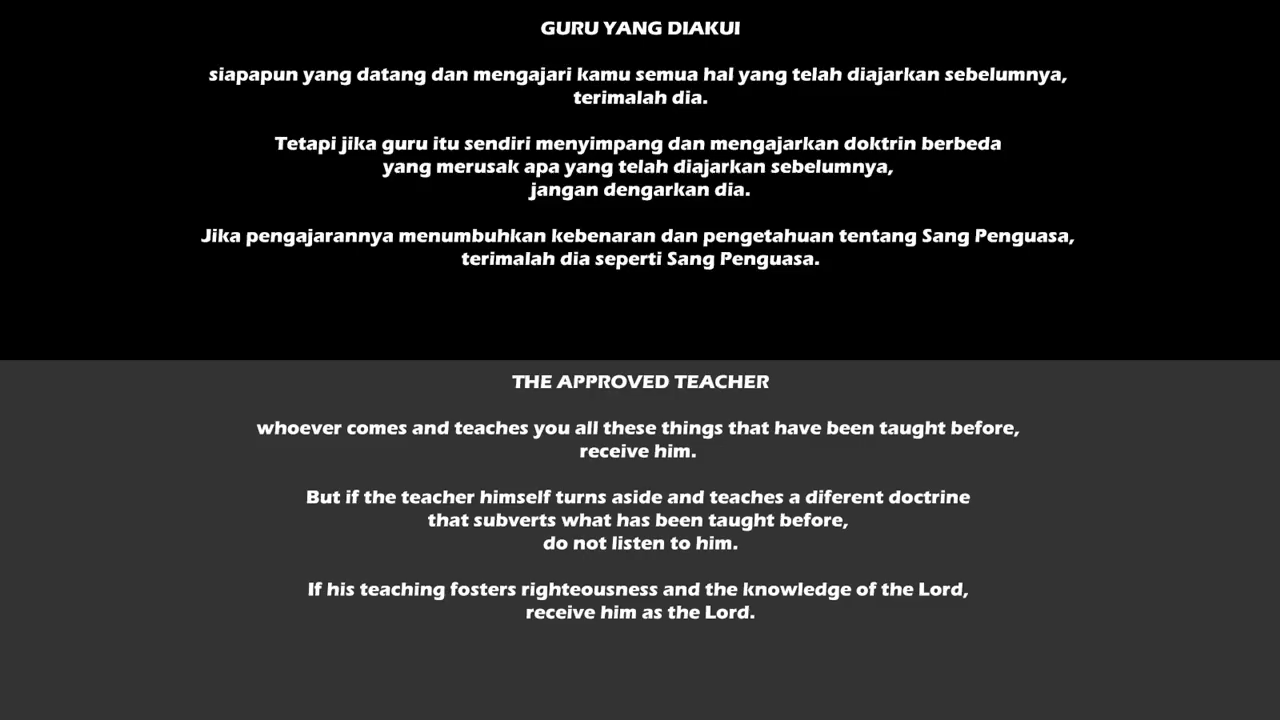 GURU YANG DIAKUI
siapapun yang datang dan mengajari kamu semua hal yang telah diajarkan sebelumnya,
terimalah dia.
Tetapi jika guru itu sendiri menyimpang dan mengajarkan doktrin berbeda
yang merusak apa yang telah diajarkan sebelumnya,
jangan dengarkan dia.
Jika pengajarannya menumbuhkan kebenaran dan pengetahuan tentang Sang Penguasa,
terimalah dia seperti Sang Penguasa.
THE APPROVED TEACHER
whoever comes and teaches you all these things that have been taught before,
receive him.
But if the teacher himself turns aside and teaches a diferent doctrine
that subverts what has been taught before,
do not listen to him.
If his teaching fosters righteousness and the knowledge of the Lord,
receive him as the Lord.